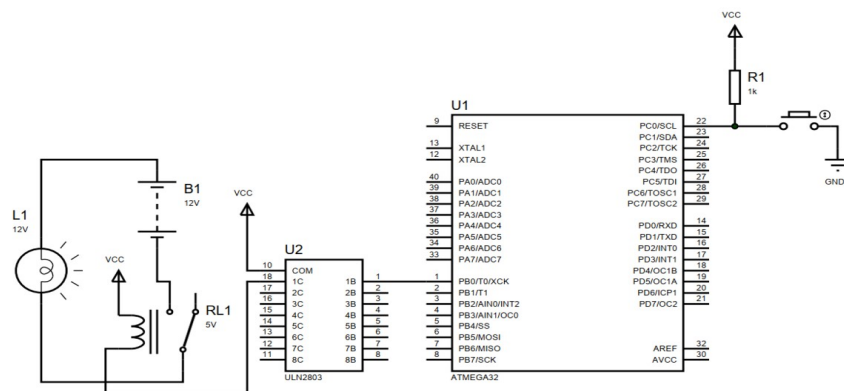 VCC
R1
1k
GND
U1
9 RESET
13 XTAL1
12 XTAL2
40 PA0/ADC0
39 PA1/ADC1
38 PA2/ADC2
37 PA3/ADC3
36 PA4/ADC4
35 PA5/ADC5
34 PA6/ADC6
33 PA7/ADC7
1 PB0/T0/XCK
2 PB1/T1
3 PB2/AIN0/INT2
4 PB3/AIN1/OC0
5 PB4/SS
6 PB5/MOSI
7 PB6/MISO
8 PB7/SCK
PC0/SCL 22
PC1/SDA 23
PC2/TCK 24
PC3/TMS 25
PC4/TDO 26
PC5/TDI 27
PC6/TOSC1 28
PC7/TOSC2 29
PD0/RXD 14
PD1/TXD 15
PD2/INT0 16
PD3/INT1 17
PD4/OC1B 18
PD5/OC1A 19
PD6/ICP1 20
PD7/OC2 21
AREF 32
AVCC 30
ATMEGA32
B1
12V
L1
12V
VCC
RL1
5V
VCC
U2
10 COM
18 1C 1B 1
17 2C 2B 2
16 3C 3B 3
15 4C 4B 4
14 5C 5B 5
13 6C 6B 6
12 7C 7B 7
11 8C 8B 8
ULN2803